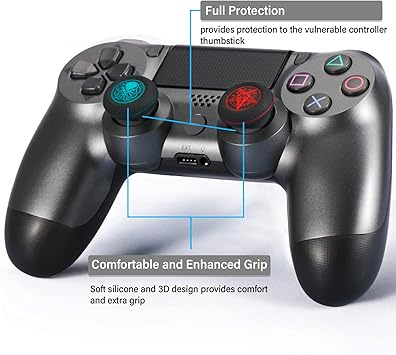 Full Protection
provides protection to the vulnerable controller
thumbstick
EXT
Comfortable and Enhanced Grip
Soft silicone and 3D design provides comfort
and extra grip